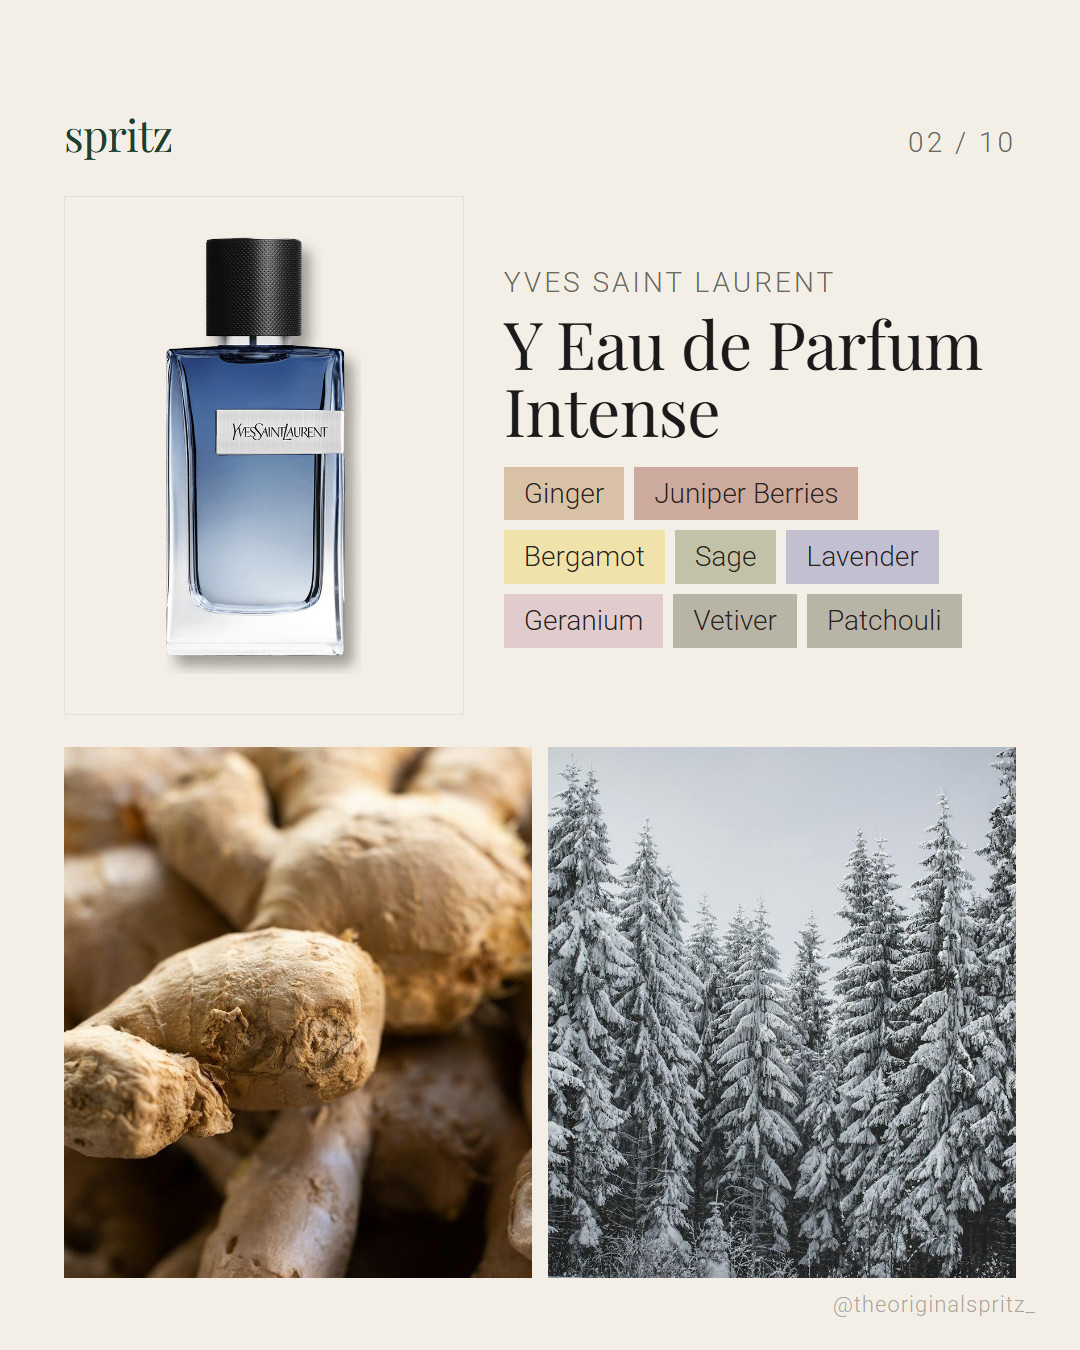 spritz
02 / 10
YVES SAINT LAURENT
Y Eau de Parfum
Intense
YVESSAINTLAURENT
Ginger
Juniper Berries
Bergamot
Sage
Lavender
Geranium
Vetiver
Patchouli
@theoriginalspritz_